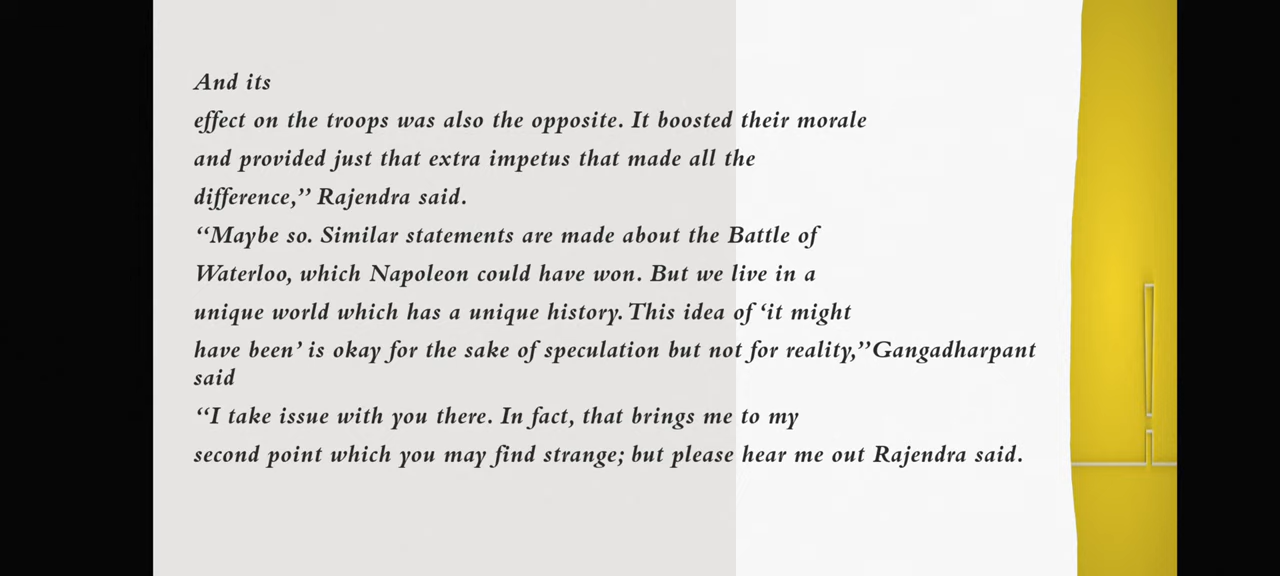 And its
effect on the troops was also the opposite. It boosted their morale
and provided just that extra impetus that made all the
difference,” Rajendra said.
“Maybe so. Similar statements are made about the Battle of
Waterloo, which Napoleon could have won. But we live in a
unique world which has a unique history. This idea of ‘it might
have been’ is okay for the sake of speculation but not for reality,”Gangadharpant
said
“I take issue with you there. In fact, that brings me to my
second point which you may find strange; but please hear me out Rajendra said.